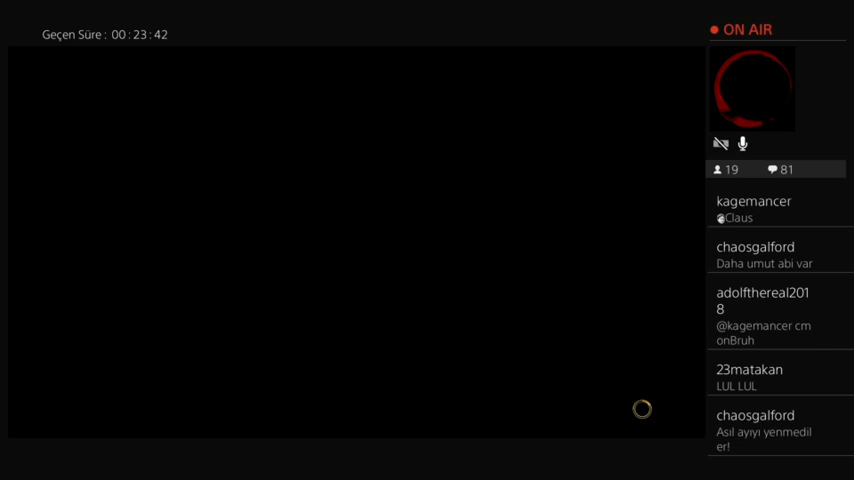 Geçen Süre : 00 : 23 : 42
ON AIR
19 81
kagemancer
@Claus
chaosgalford
Daha umut abi var
adolfthereal201
8
@kagemancer cm
onBruh
23matakan
LUL LUL
chaosgalford
Asıl ayıyı yenmedil
er!